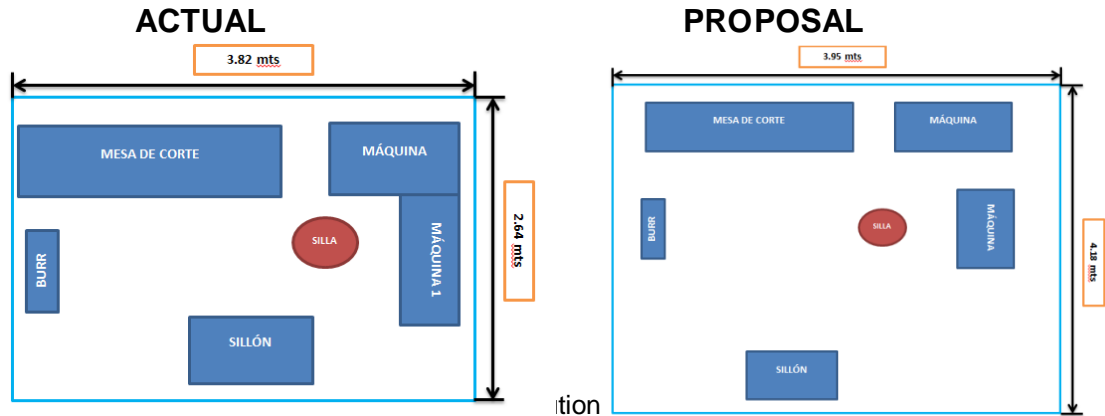 ACTUAL
3.82 mts
MESA DE CORTE
MÁQUINA
BURR
SILLA
MÁQUINA 1
2.64 mts
SILLÓN
PROPOSAL
3.95 mts
MESA DE CORTE
MÁQUINA
BURR
SILLA
MÁQUINA
4.18 mts
SILLÓN
tion